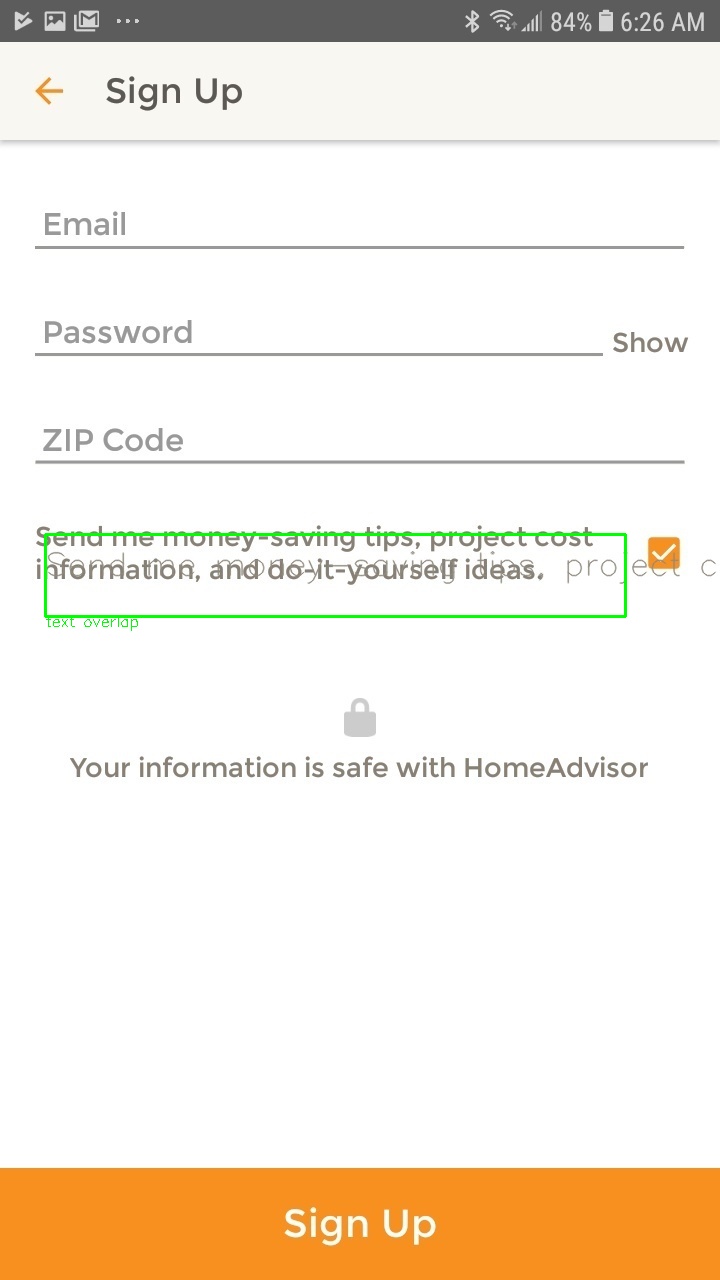 84% 6:26 AM
Sign Up
Email
Password
Show
ZIP Code
Send me money-saving tips, project cost
information, and do-it-yourself ideas.
Send me money-saving tips, project c
text overlap
Your information is safe with HomeAdvisor
Sign Up